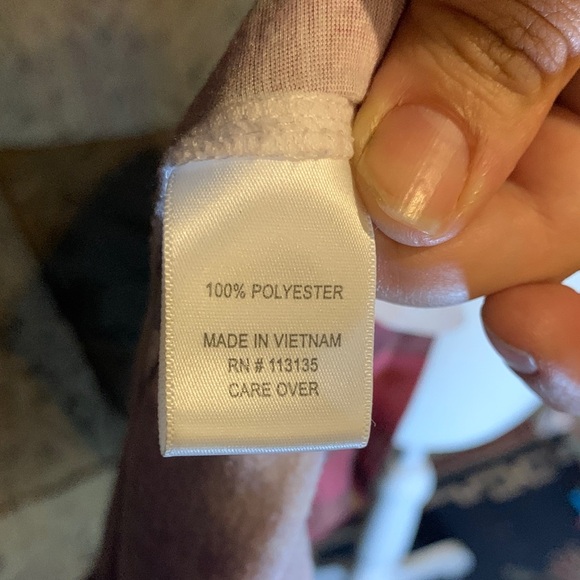 100% POLYESTER
MADE IN VIETNAM
RN # 113135
CARE OVER